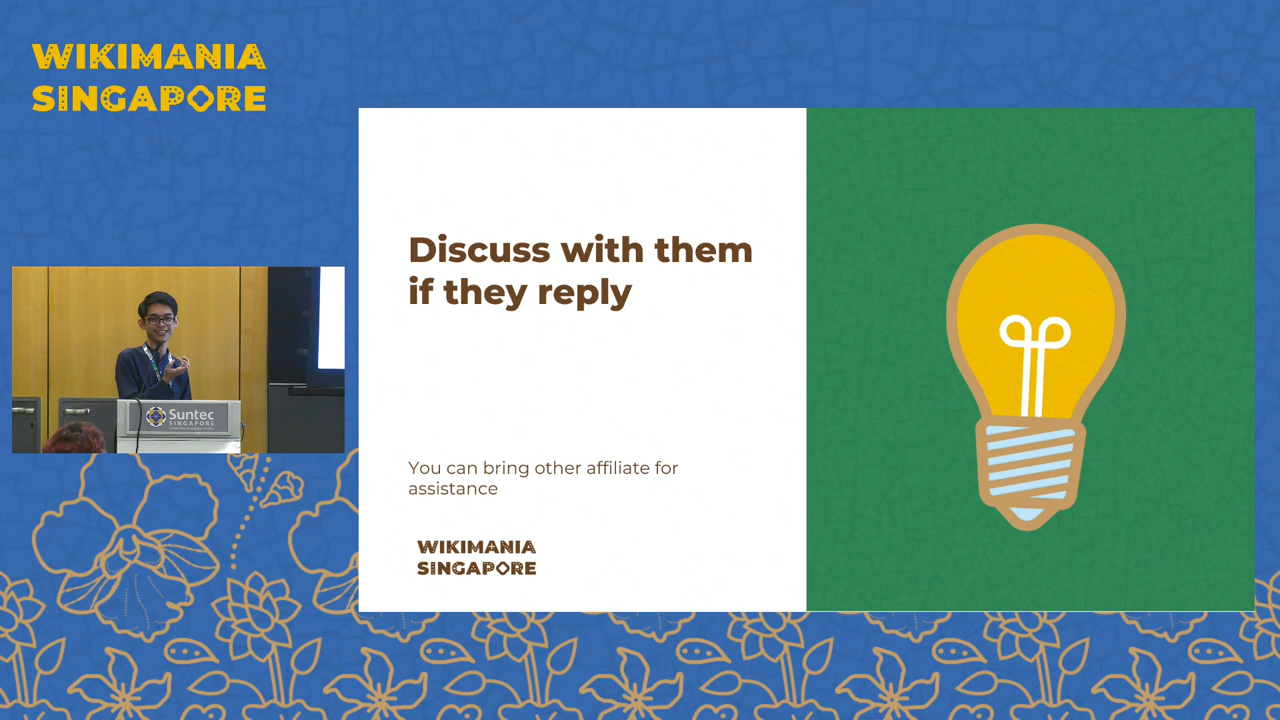 WIKIMANIA
SINGAPORE
Discuss with them
if they reply
Suntec
SINGAPORE
You can bring other affiliate for
assistance
WIKIMANIA
SINGAPORE